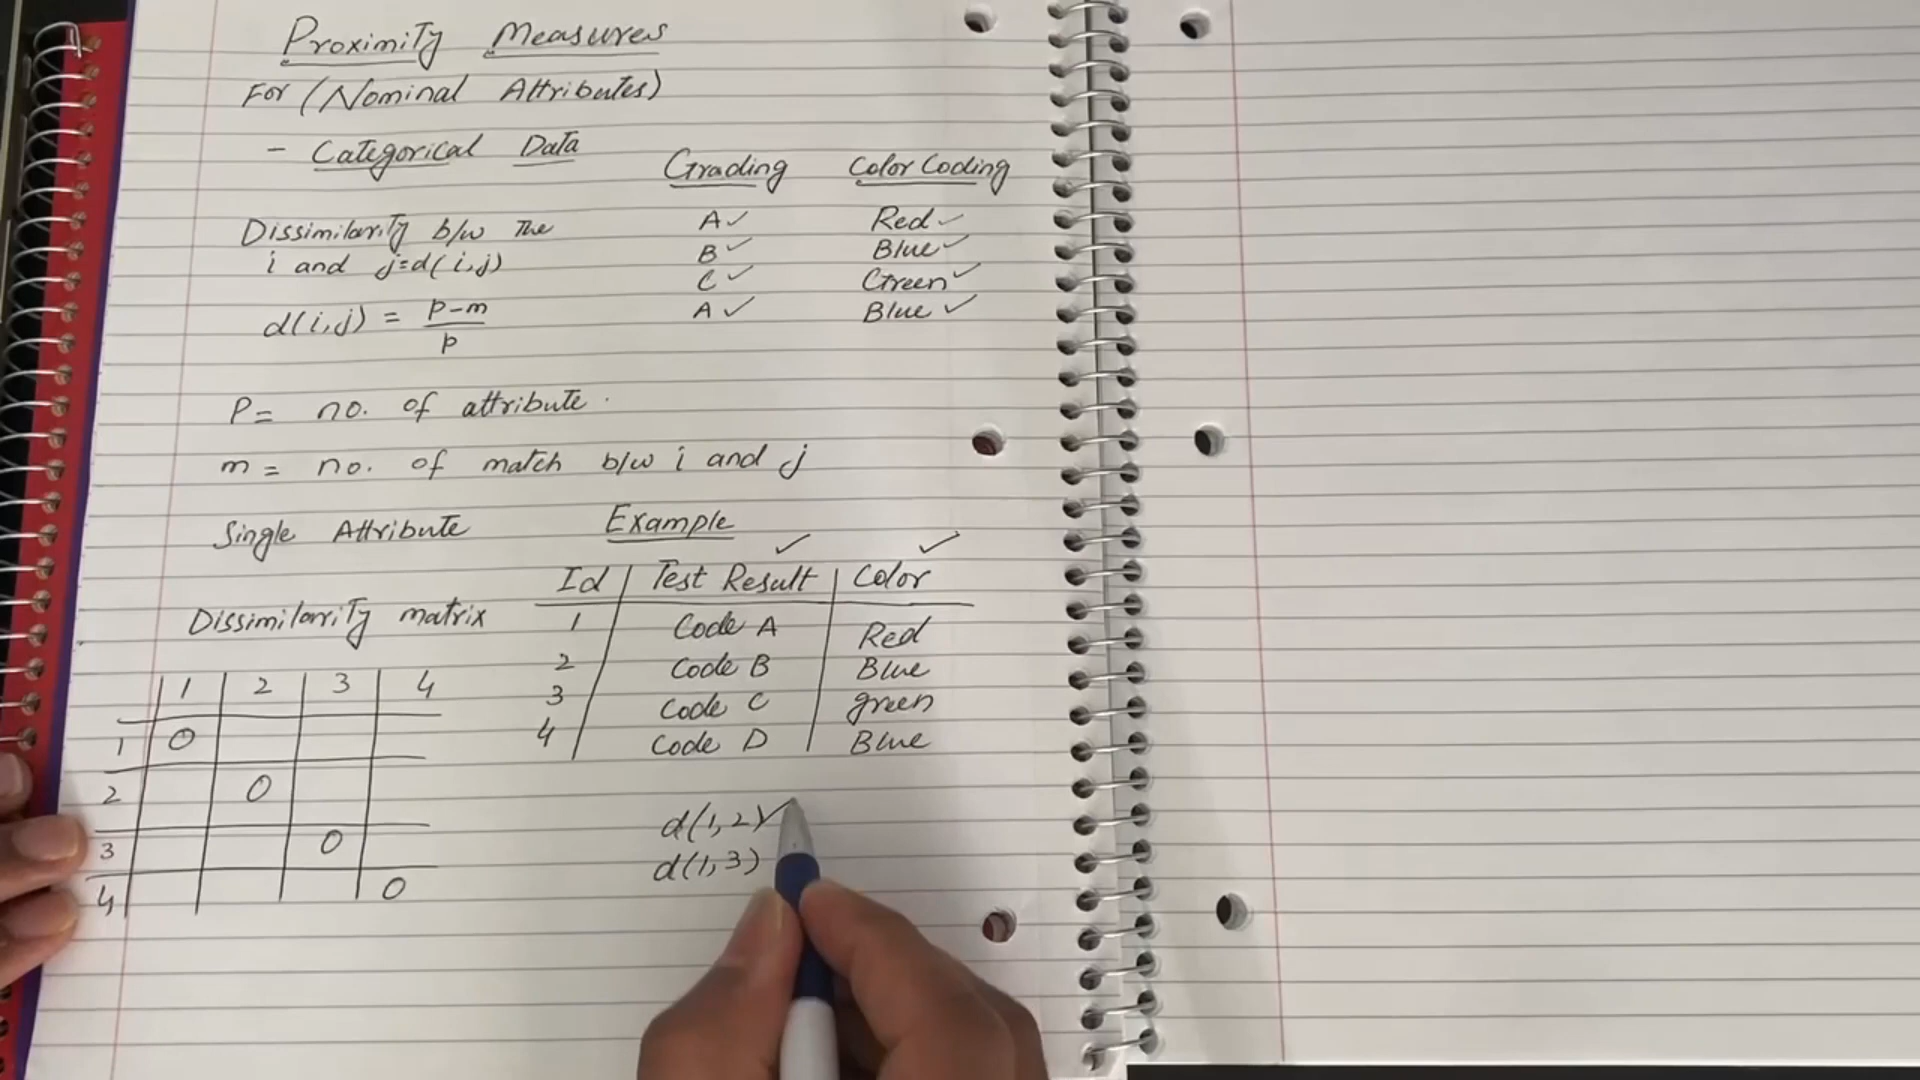 Proximity Measures
For (Nominal Attributes)
- Categorical Data
Grading Color Coding
A✓ Red✓
B✓ Blue✓
C✓ Green✓
A✓ Blue✓
Dissimilarity b/w the
i and j=d(i,j)
d(i,j) = p-m
p
P= no. of attribute.
m= no. of match b/w i and j
Single Attribute
Example
✓ ✓
Id Test Result Color
1 Code A Red
2 Code B Blue
3 Code C green
4 Code D Blue
Dissimilarity matrix
1 2 3 4
1 0
2 0
3 0
4 0
d(1,2)✓
d(1,3)